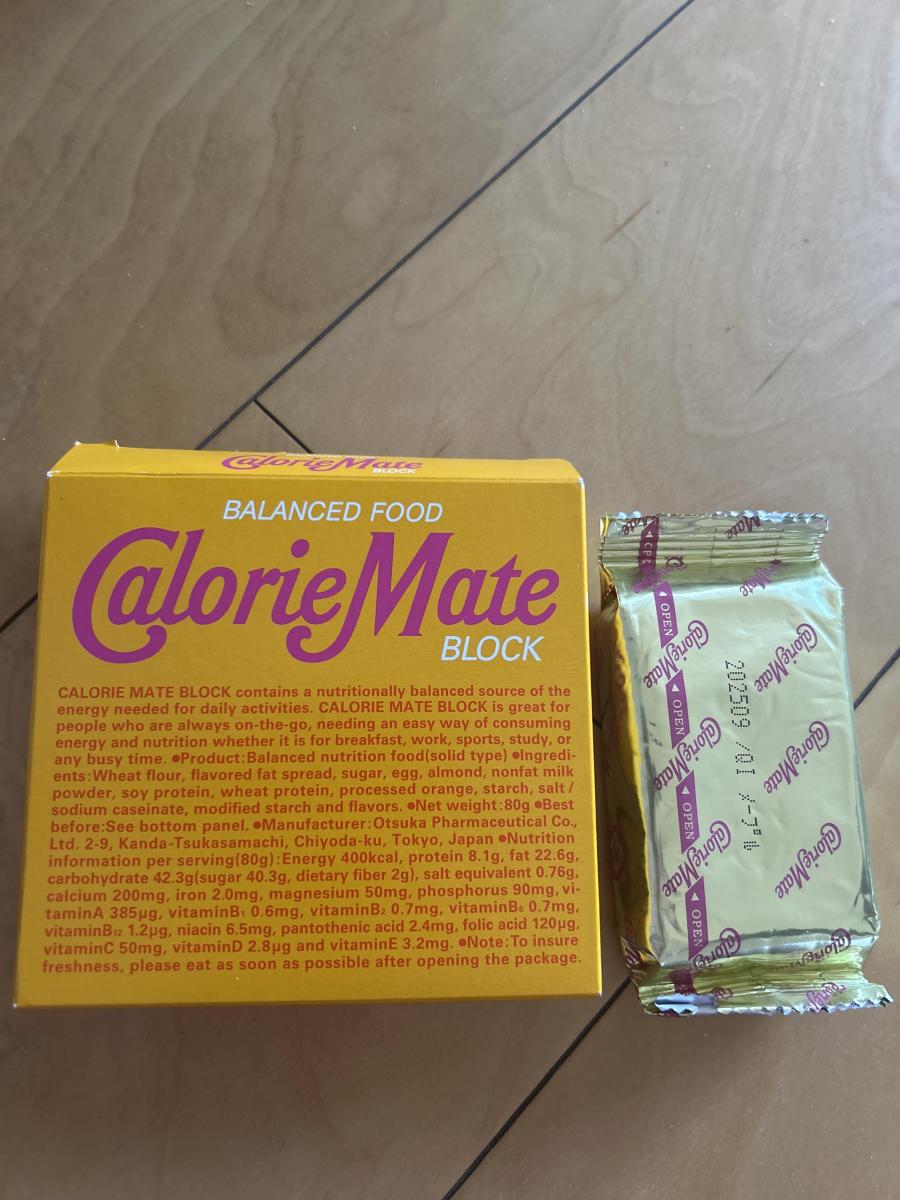 CalorieMate
BLOCK
BALANCED FOOD
CalorieMate
BLOCK
CALORIE MATE BLOCK contains a nutritionally balanced source of the
energy needed for daily activities. CALORIE MATE BLOCK is great for
people who are always on-the-go, needing an easy way of consuming
energy and nutrition whether it is for breakfast, work, sports, study, or
any busy time. ●Product:Balanced nutrition food(solid type) ●Ingredi-
ents:Wheat flour, flavored fat spread, sugar, egg, almond, nonfat milk
powder, soy protein, wheat protein, processed orange, starch, salt/
sodium caseinate, modified starch and flavors. ●Net weight:80g ●Best
before:See bottom panel. ●Manufacturer:Otsuka Pharmaceutical Co.,
Ltd. 2-9, Kanda-Tsukasamachi, Chiyoda-ku, Tokyo, Japan ●Nutrition
information per serving(80g):Energy 400kcal, protein 8.1g, fat 22.6g,
carbohydrate 42.3g(sugar 40.3g, dietary fiber 2g), salt equivalent 0.76g,
calcium 200mg, iron 2.0mg, magnesium 50mg, phosphorus 90mg, vi-
taminA 385μg, vitaminB₁ 0.6mg, vitaminB₂ 0.7mg, vitaminB₆ 0.7mg,
vitaminB₁₂ 1.2μg, niacin 6.5mg, pantothenic acid 2.4mg, folic acid 120μg,
vitaminC 50mg, vitaminD 2.8μg and vitaminE 3.2mg. ●Note:To insure
freshness, please eat as soon as possible after opening the package.
Mate
OPEN
CalorieMate
CalorieMate
OPEN
CalorieMate
CalorieMate
OPEN
CalorieMate
CalorieMate
OPEN
202509